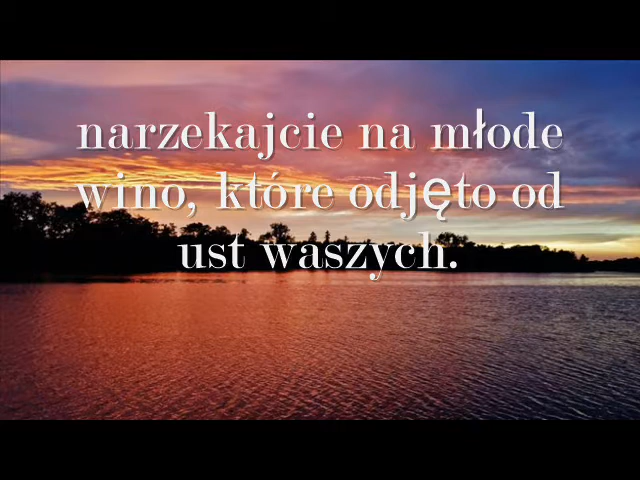 narzekajcie na młode
wino, które odjęto od
ust waszych.